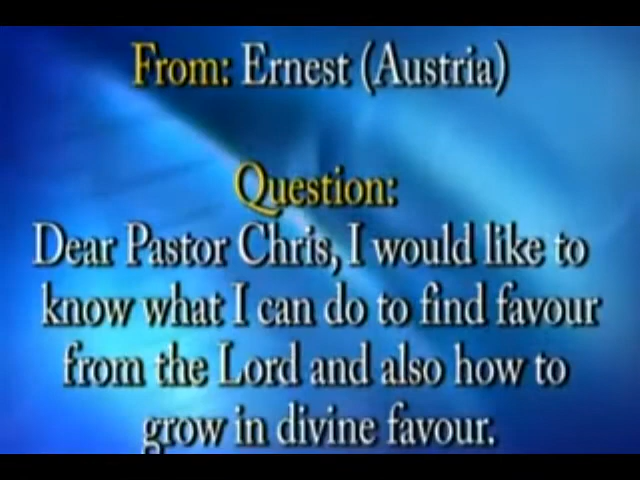 From: Ernest (Austria)
Question:
Dear Pastor Chris, I would like to
know what I can do to find favour
from the Lord and also how to
grow in divine favour.